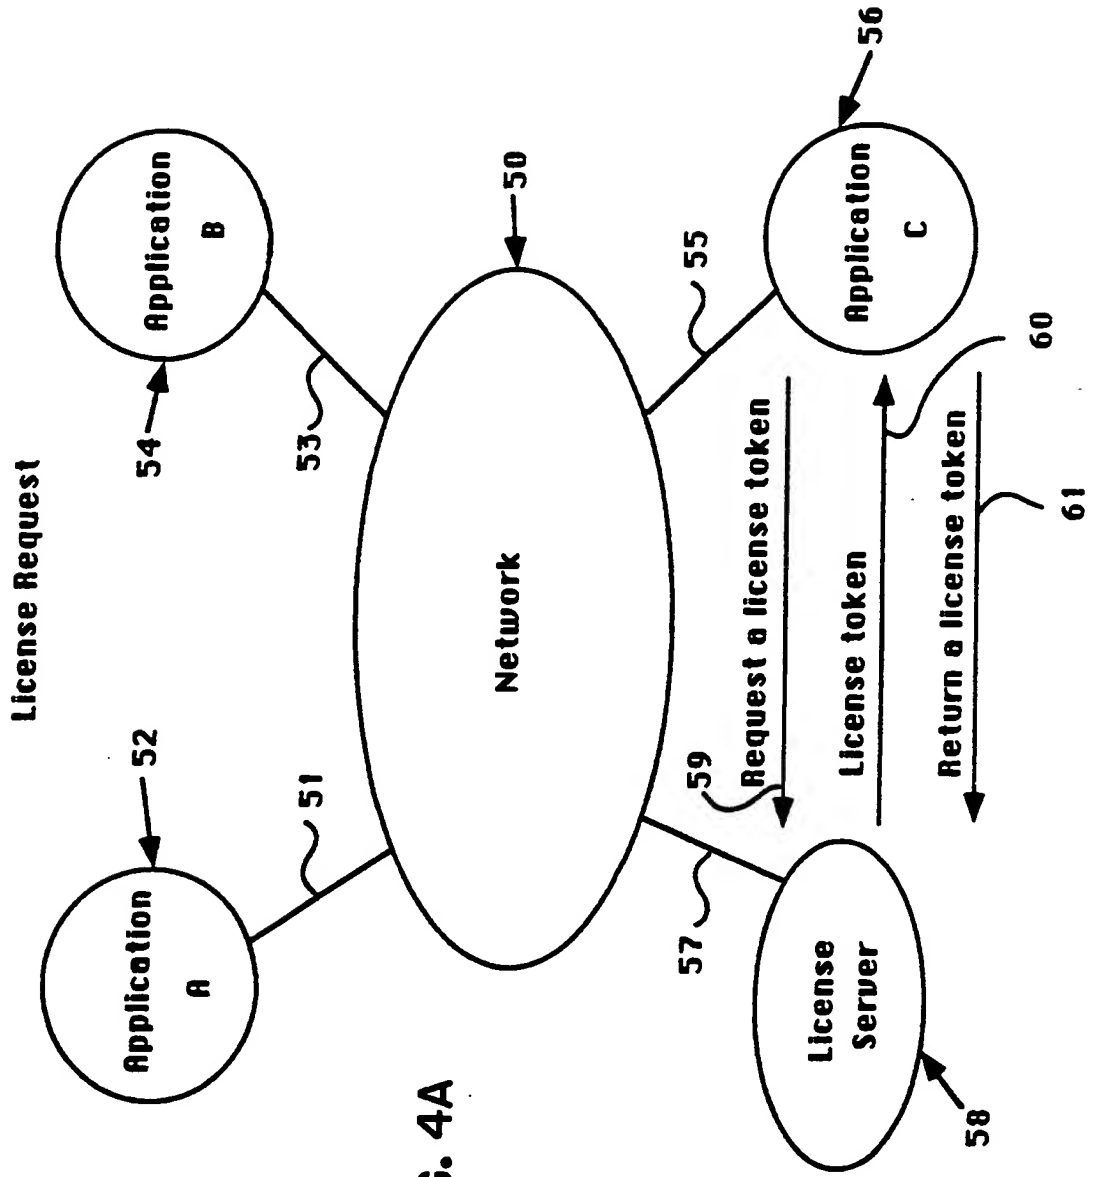 License Request
52
Application
A
51
54
Application
B
53
50
Network
55
56
Application
C
57
58
License
Server
59
Request a license token
License token
60
Return a license token
61
G. 4A